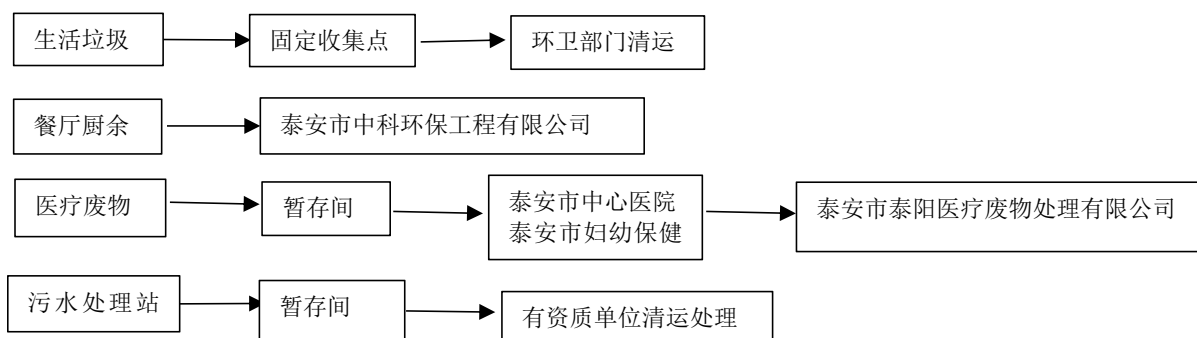 生活垃圾
固定收集点
环卫部门清运
餐厅厨余
泰安市中科环保工程有限公司
医疗废物
暂存间
泰安市中心医院
泰安市妇幼保健
泰安市泰阳医疗废物处理有限公司
污水处理站
暂存间
有资质单位清运处理